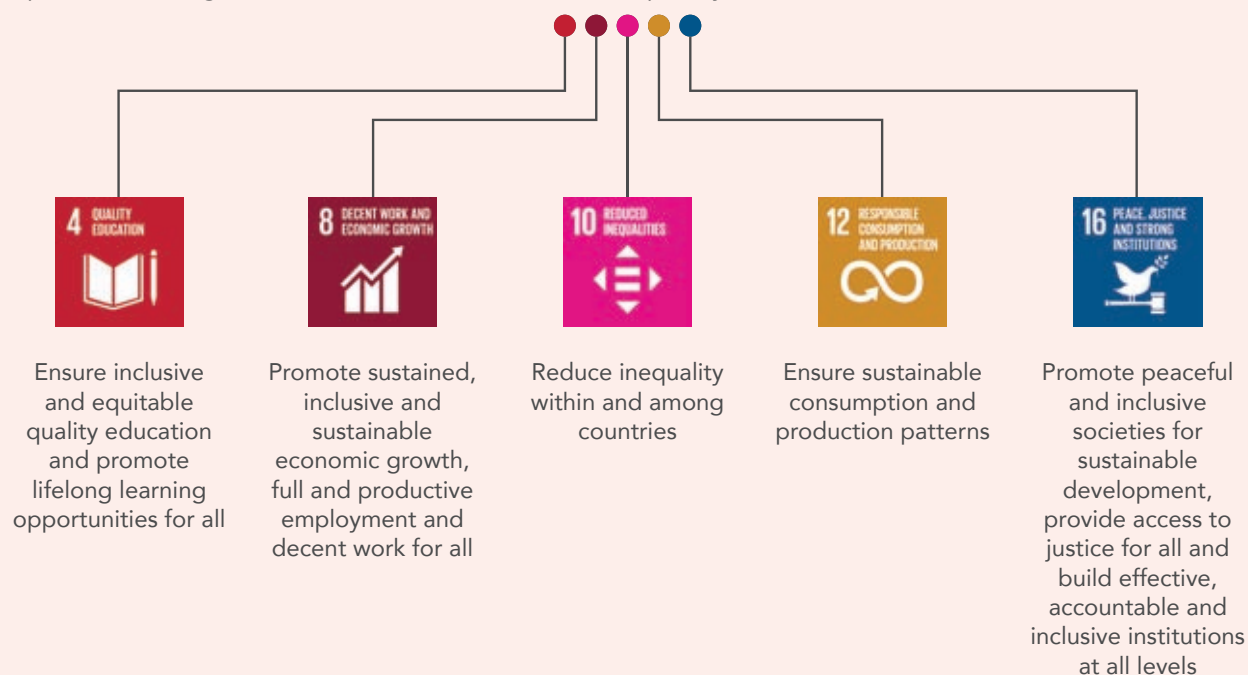 4 QUALITY
EDUCATION
8 DECENT WORK AND
ECONOMIC GROWTH
10 REDUCED
INEQUALITIES
12 RESPONSIBLE
CONSUMPTION
AND PRODUCTION
16 PEACE, JUSTICE
AND STRONG
INSTITUTIONS
Ensure inclusive
and equitable
quality education
and promote
lifelong learning
opportunities for all
Promote sustained,
inclusive and
sustainable
economic growth,
full and productive
employment and
decent work for all
Reduce inequality
within and among
countries
Ensure sustainable
consumption and
production patterns
Promote peaceful
and inclusive
societies for
sustainable
development,
provide access to
justice for all and
build effective,
accountable and
inclusive institutions
at all levels